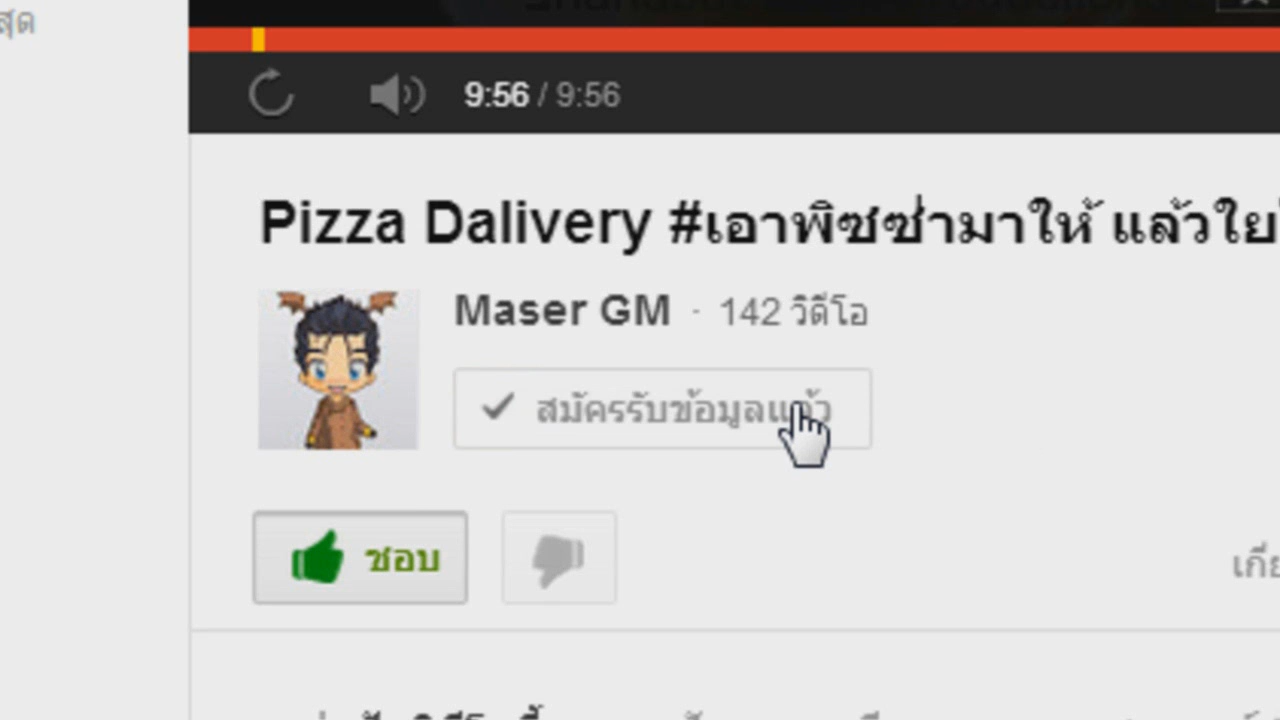 สุด
9:56 / 9:56
Pizza Dalivery #เอาพิซซ่ามาให้ แล้วใย
Maser GM · 142 วิดีโอ
สมัครรับข้อมูลแล้ว
ชอบ